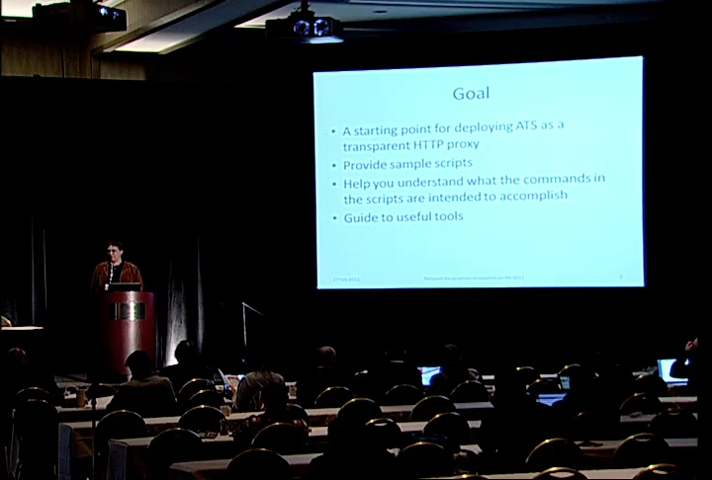 Goal
• A starting point for deploying ATS as a
transparent HTTP proxy
• Provide sample scripts
• Help you understand what the commands in
the scripts are intended to accomplish
• Guide to useful tools